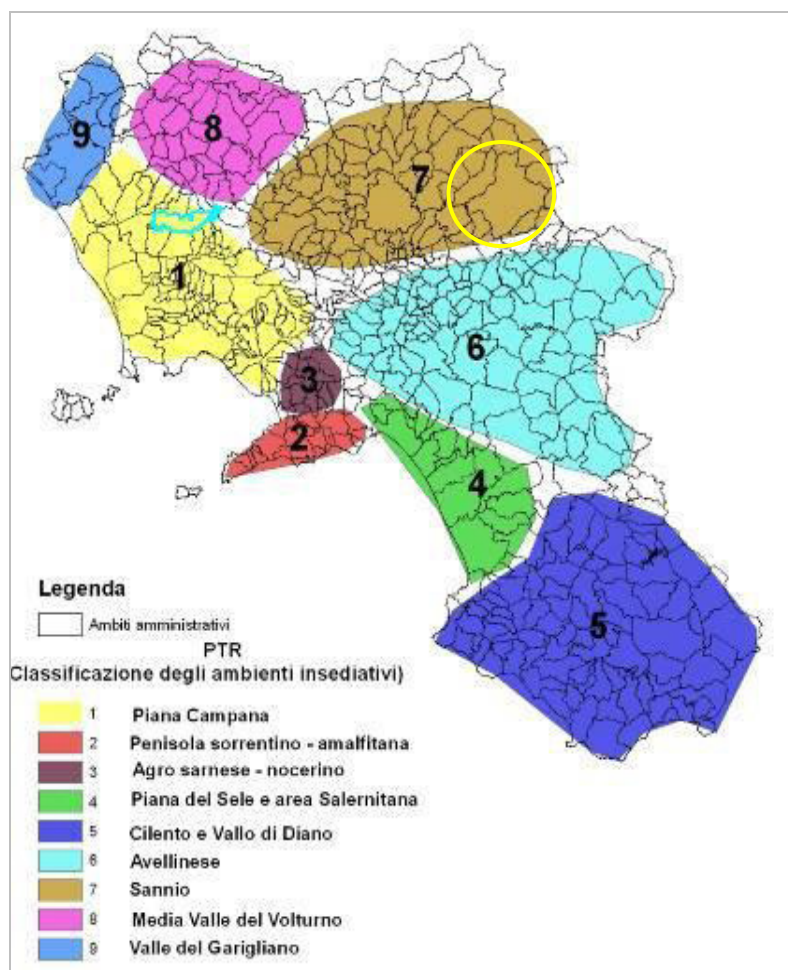 9
8
7
1
6
3
2
4
5
Legenda
Ambiti amministrativi
PTR
Classificazione degli ambienti insediativi)
1 Piana Campana
2 Penisola sorrentino - amalfitana
3 Agro sarnese - nocerino
4 Piana del Sele e area Salernitana
5 Cilento e Vallo di Diano
6 Avellinese
7 Sannio
8 Media Valle del Volturno
9 Valle del Garigliano